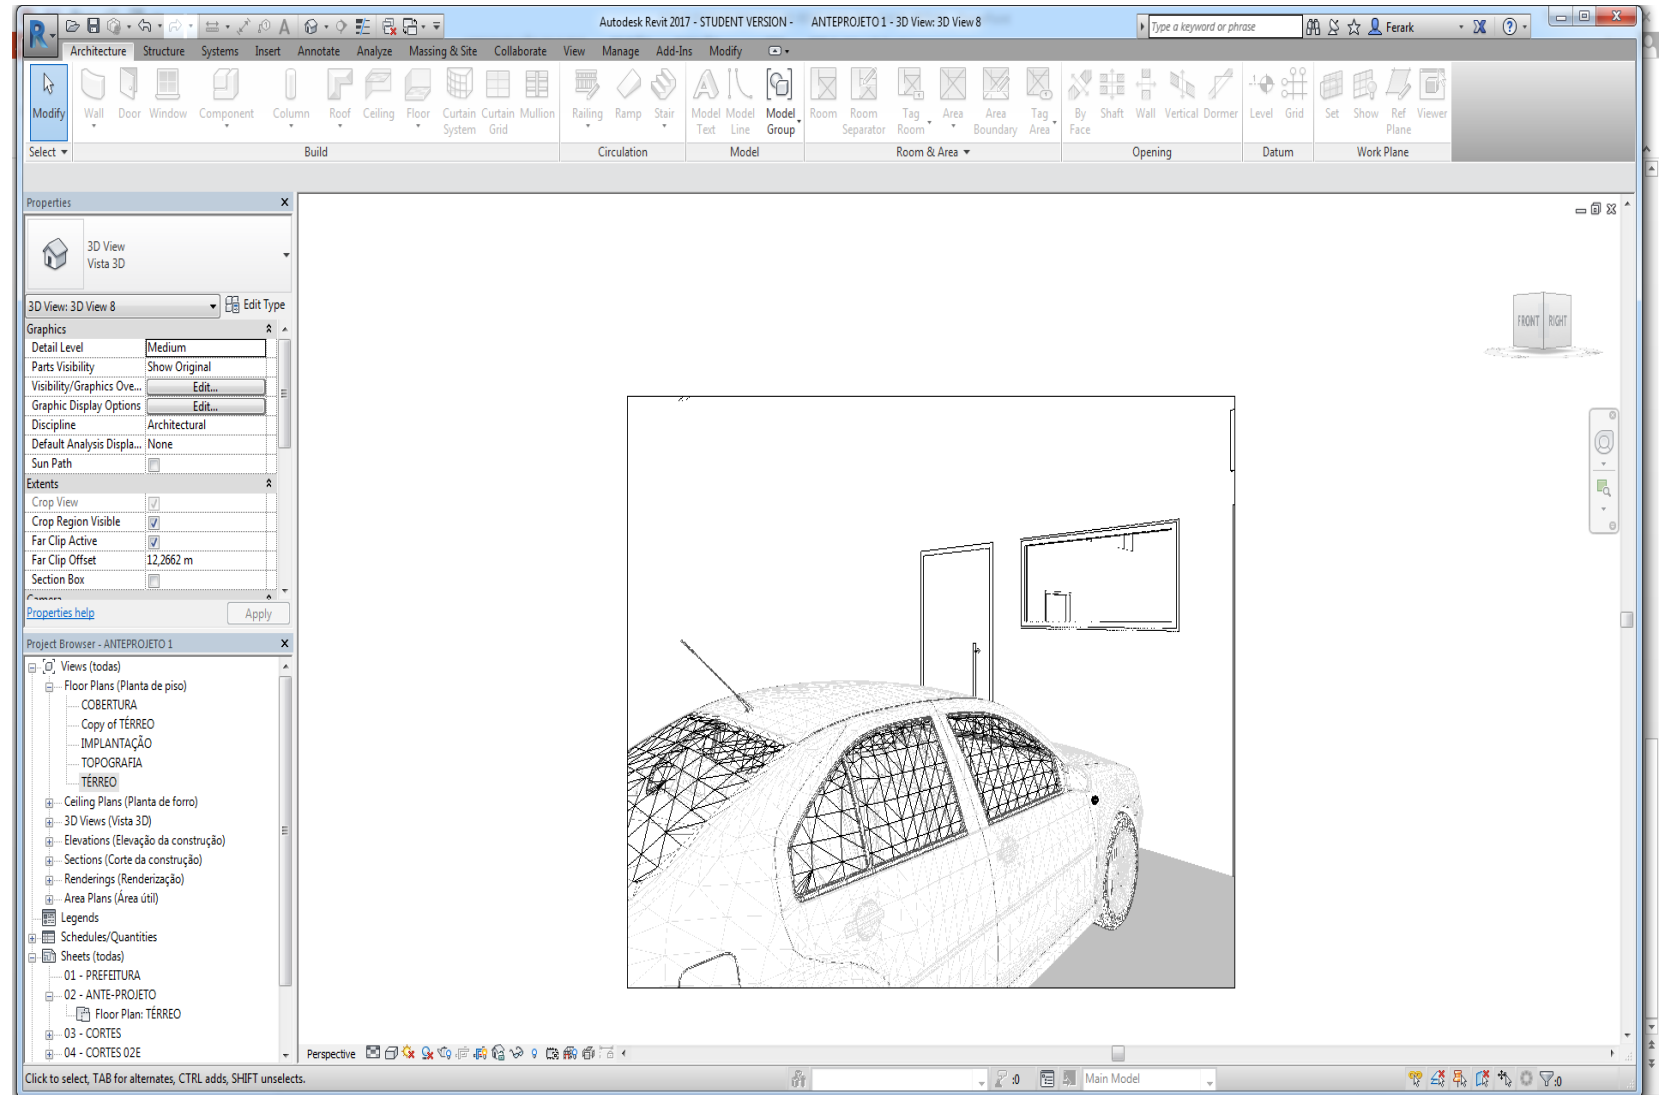 Autodesk Revit 2017 - STUDENT VERSION - ANTEPROJETO 1 - 3D View: 3D View 8
Type a keyword or phrase
Ferark
Architecture Structure Systems Insert Annotate Analyze Massing & Site Collaborate View Manage Add-Ins Modify
Modify Wall Door Window Component Column Roof Ceiling Floor Curtain System Curtain Grid Mullion Railing Ramp Stair Model Text Model Line Model Group Room Room Separator Tag Room Area Area Boundary Tag Area By Face Shaft Wall Vertical Dormer Level Grid Set Show Ref Plane Viewer
Select Build Circulation Model Room & Area Opening Datum Work Plane
Properties
3D View
Vista 3D
3D View: 3D View 8 Edit Type
Graphics
Detail Level Medium
Parts Visibility Show Original
Visibility/Graphics Ove... Edit...
Graphic Display Options Edit...
Discipline Architectural
Default Analysis Displa... None
Sun Path
Extents
Crop View
Crop Region Visible
Far Clip Active
Far Clip Offset 12,2662 m
Section Box
Camera
Properties help Apply
Project Browser - ANTEPROJETO 1
Views (todas)
Floor Plans (Planta de piso)
COBERTURA
Copy of TÉRREO
IMPLANTAÇÃO
TOPOGRAFIA
TÉRREO
Ceiling Plans (Planta de forro)
3D Views (Vista 3D)
Elevations (Elevação da construção)
Sections (Corte da construção)
Renderings (Renderização)
Area Plans (Área útil)
Legends
Schedules/Quantities
Sheets (todas)
01 - PREFEITURA
02 - ANTE-PROJETO
Floor Plan: TÉRREO
03 - CORTES
04 - CORTES 02E
FRONT RIGHT
Perspective
Click to select, TAB for alternates, CTRL adds, SHIFT unselects.
:0
Main Model
:0